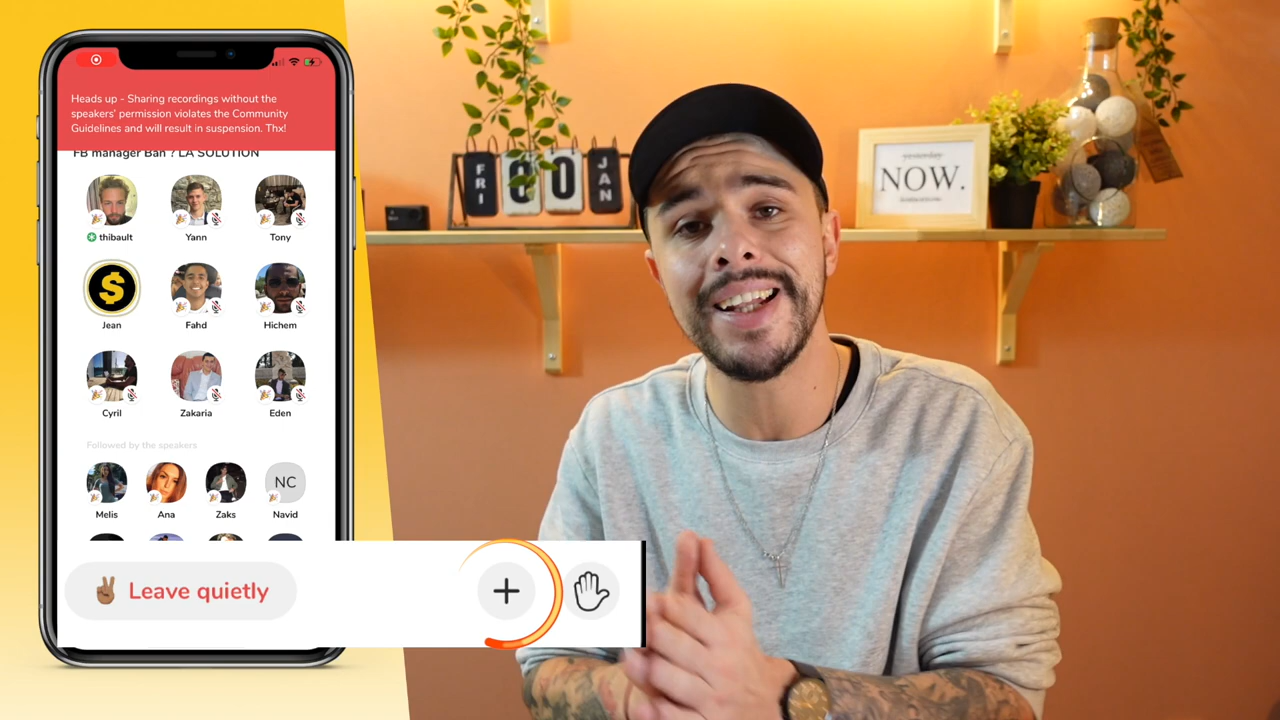 Heads up - Sharing recordings without the
speakers' permission violates the Community
Guidelines and will result in suspension. Thx!
FB manager Ban ? LA SOLUTION
thibault
Yann
Tony
$
Jean
Fahd
Hichem
Cyril
Zakaria
Eden
Followed by the speakers
NC
Melis
Ana
Zaks
Navid
Leave quietly
FRI
JAN
yesterday
NOW.